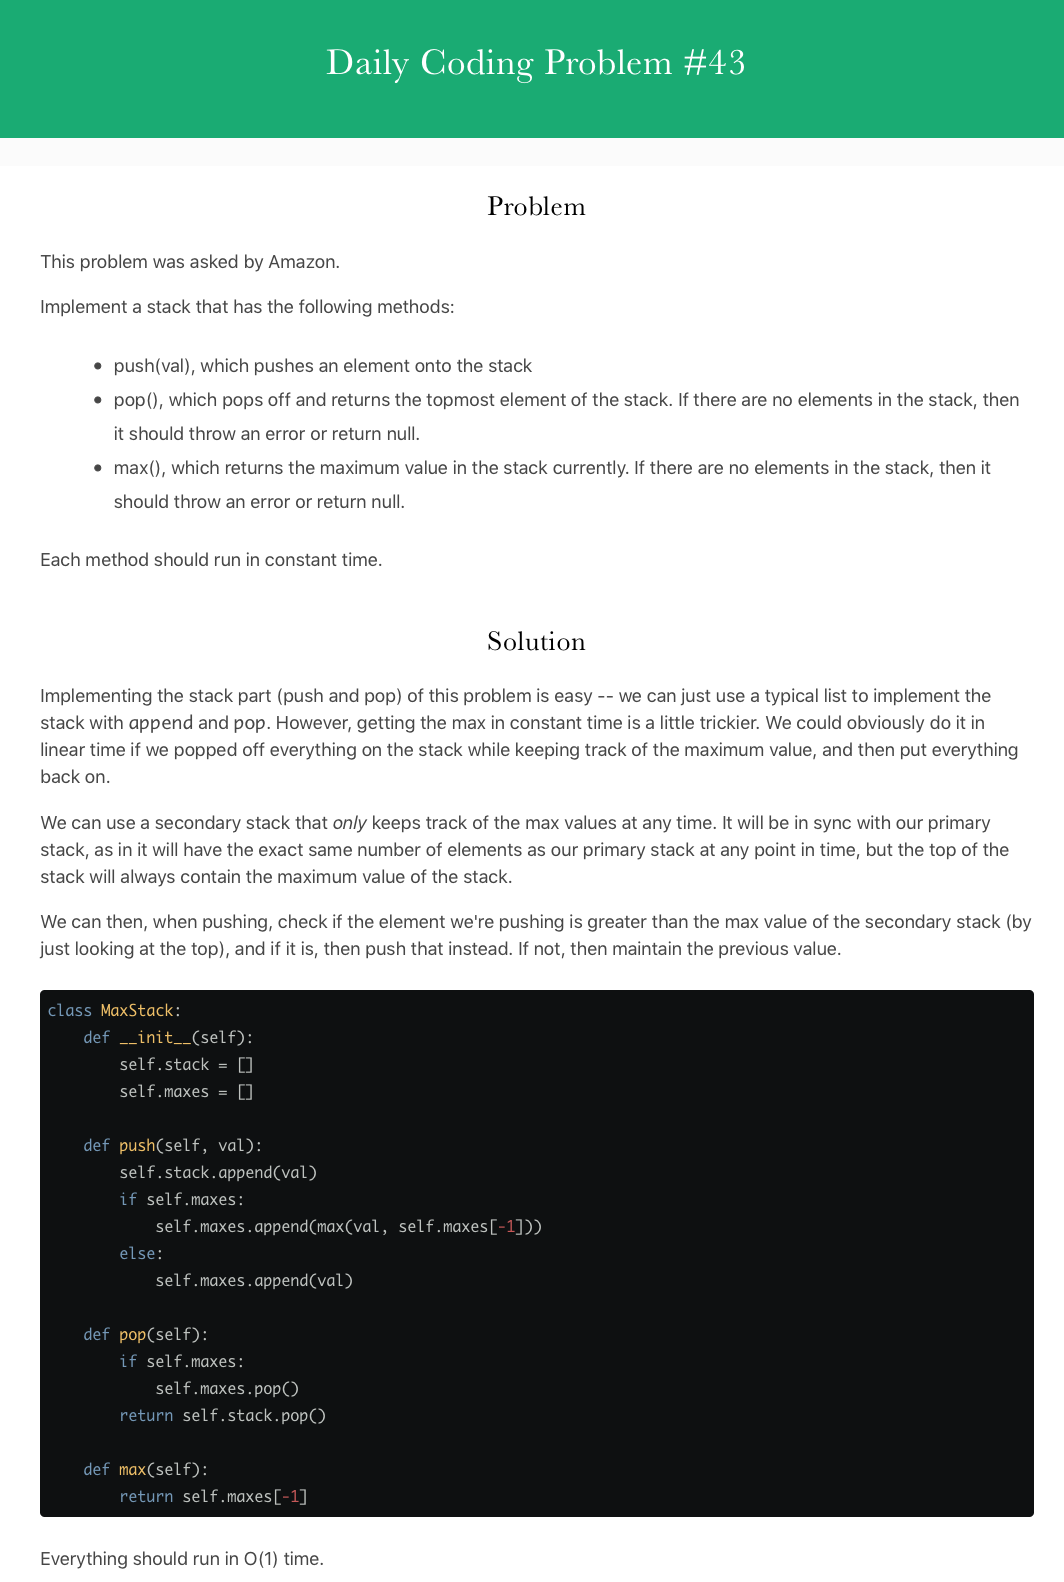 Daily Coding Problem #43
Problem
This problem was asked by Amazon.
Implement a stack that has the following methods:
• push(val), which pushes an element onto the stack
• pop(), which pops off and returns the topmost element of the stack. If there are no elements in the stack, then
it should throw an error or return null.
• max(), which returns the maximum value in the stack currently. If there are no elements in the stack, then it
should throw an error or return null.
Each method should run in constant time.
Solution
Implementing the stack part (push and pop) of this problem is easy -- we can just use a typical list to implement the
stack with append and pop. However, getting the max in constant time is a little trickier. We could obviously do it in
linear time if we popped off everything on the stack while keeping track of the maximum value, and then put everything
back on.
We can use a secondary stack that only keeps track of the max values at any time. It will be in sync with our primary
stack, as in it will have the exact same number of elements as our primary stack at any point in time, but the top of the
stack will always contain the maximum value of the stack.
We can then, when pushing, check if the element we're pushing is greater than the max value of the secondary stack (by
just looking at the top), and if it is, then push that instead. If not, then maintain the previous value.
class MaxStack:
    def __init__(self):
        self.stack = []
        self.maxes = []
    def push(self, val):
        self.stack.append(val)
        if self.maxes:
            self.maxes.append(max(val, self.maxes[-1]))
        else:
            self.maxes.append(val)
    def pop(self):
        if self.maxes:
            self.maxes.pop()
        return self.stack.pop()
    def max(self):
        return self.maxes[-1]
Everything should run in O(1) time.